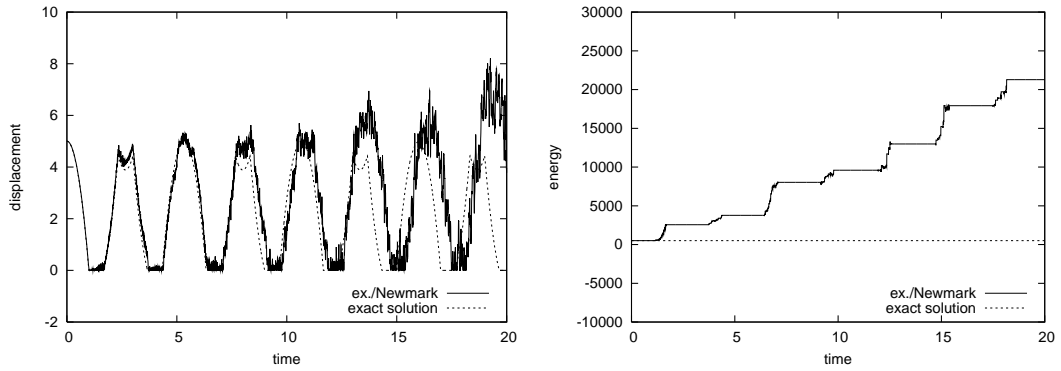 10
8
6
4
2
0
-2
displacement
0 5 10 15 20
time
ex./Newmark
exact solution
30000
25000
20000
15000
10000
5000
0
-5000
-10000
energy
0 5 10 15 20
time
ex./Newmark
exact solution